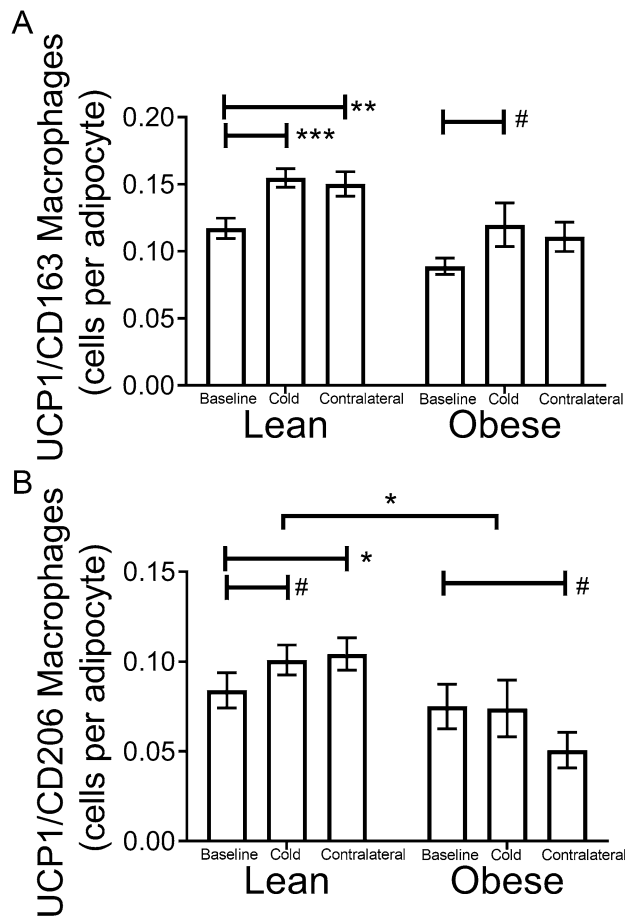 A
UCP1/CD163 Macrophages
(cells per adipocyte)
0.20
0.15
0.10
0.05
0.00
**
***
#
Baseline Cold Contralateral Baseline Cold Contralateral
Lean Obese
B
UCP1/CD206 Macrophages
(cells per adipocyte)
0.15
0.10
0.05
0.00
*
*
# #
Baseline Cold Contralateral Baseline Cold Contralateral
Lean Obese